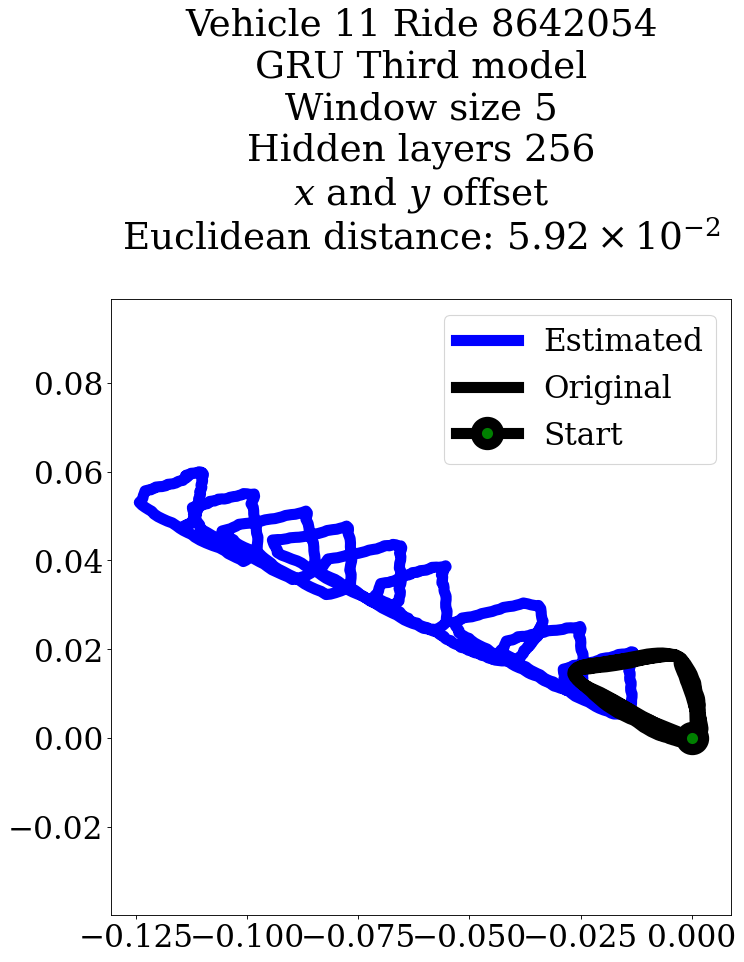 Vehicle 11 Ride 8642054
GRU Third model
Window size 5
Hidden layers 256
x and y offset
Euclidean distance: 5.92 × 10⁻²
Estimated
Original
Start
0.08
0.06
0.04
0.02
0.00
−0.02
−0.125 −0.100 −0.075 −0.050 −0.025 0.000